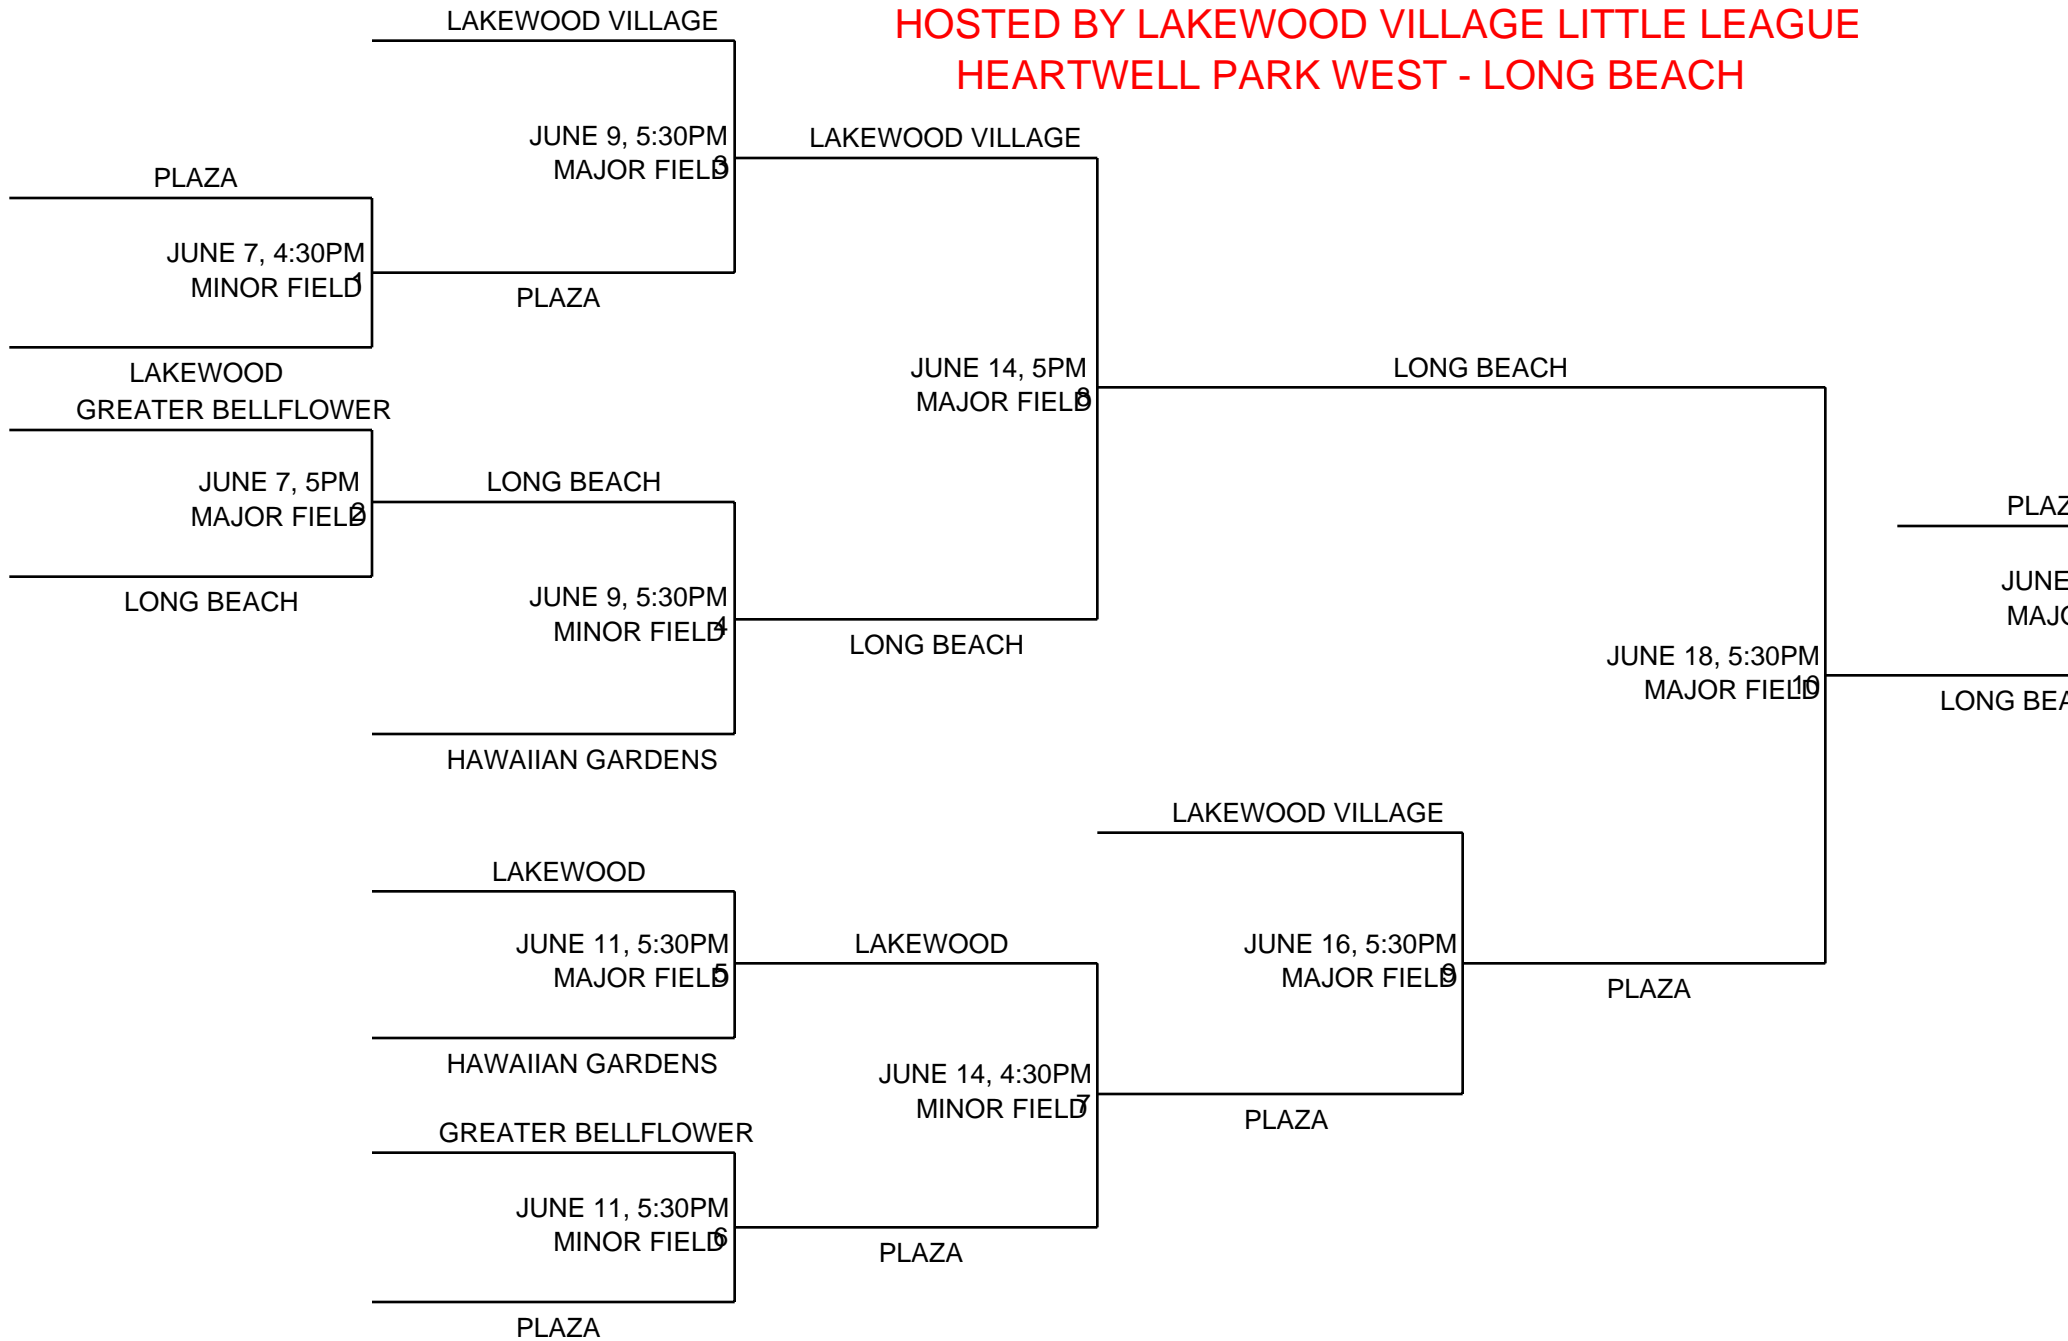 LAKEWOOD VILLAGE
HOSTED BY LAKEWOOD VILLAGE LITTLE LEAGUE
HEARTWELL PARK WEST - LONG BEACH
JUNE 9, 5:30PM
MAJOR FIELD
3
LAKEWOOD VILLAGE
PLAZA
JUNE 7, 4:30PM
MINOR FIELD
1
PLAZA
LAKEWOOD
GREATER BELLFLOWER
JUNE 14, 5PM
MAJOR FIELD
8
LONG BEACH
JUNE 7, 5PM
MAJOR FIELD
2
LONG BEACH
PLAZ
LONG BEACH
JUNE 9, 5:30PM
MINOR FIELD
4
LONG BEACH
JUNE
MAJO
JUNE 18, 5:30PM
MAJOR FIELD
10
LONG BEA
HAWAIIAN GARDENS
LAKEWOOD VILLAGE
LAKEWOOD
JUNE 11, 5:30PM
MAJOR FIELD
5
LAKEWOOD
JUNE 16, 5:30PM
MAJOR FIELD
9
PLAZA
HAWAIIAN GARDENS
JUNE 14, 4:30PM
MINOR FIELD
7
PLAZA
GREATER BELLFLOWER
JUNE 11, 5:30PM
MINOR FIELD
6
PLAZA
PLAZA